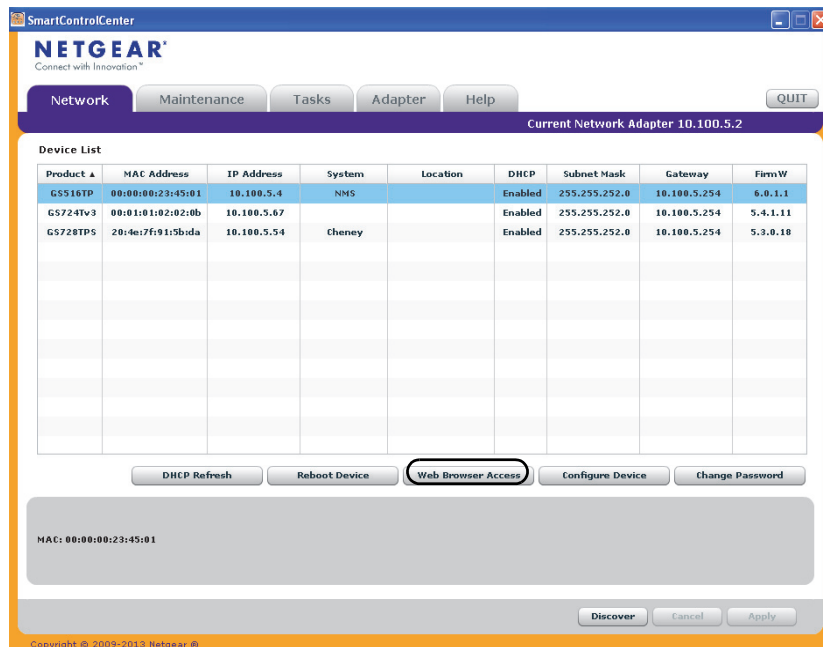 SmartControlCenter
NETGEAR®
Connect with Innovation™
Network Maintenance Tasks Adapter Help QUIT
Current Network Adapter 10.100.5.2
Device List
Product ▲ MAC Address IP Address System Location DHCP Subnet Mask Gateway FirmW
GS516TP 00:00:00:23:45:01 10.100.5.4 NMS Enabled 255.255.252.0 10.100.5.254 6.0.1.1
GS724Tv3 00:01:01:02:02:0b 10.100.5.67 Enabled 255.255.252.0 10.100.5.254 5.4.1.11
GS728TPS 20:4e:7f:91:5b:da 10.100.5.54 Cheney Enabled 255.255.252.0 10.100.5.254 5.3.0.18
DHCP Refresh Reboot Device Web Browser Access Configure Device Change Password
MAC: 00:00:00:23:45:01
Discover Cancel Apply
Copyright © 2009-2013 Netgear ®